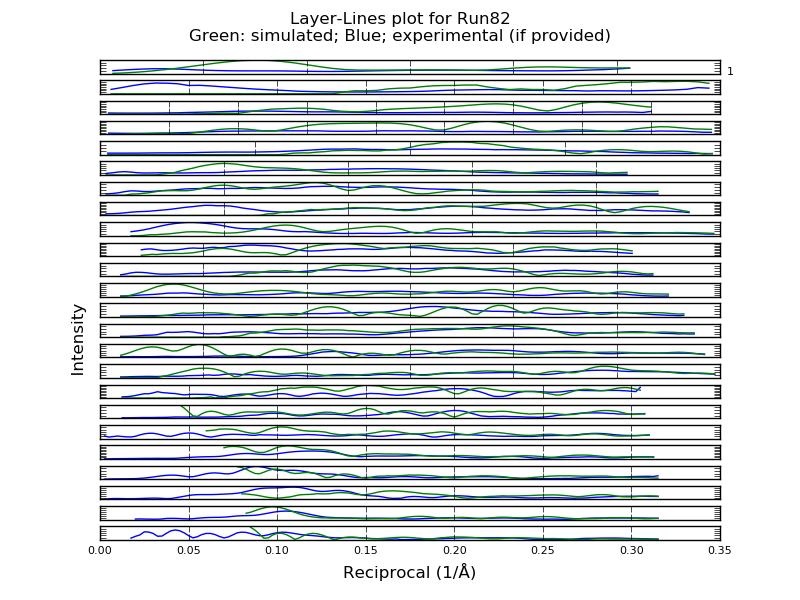 Layer-Lines plot for Run82
Green: simulated; Blue; experimental (if provided)
1
Intensity
0.00 0.05 0.10 0.15 0.20 0.25 0.30 0.35
Reciprocal (1/Å)